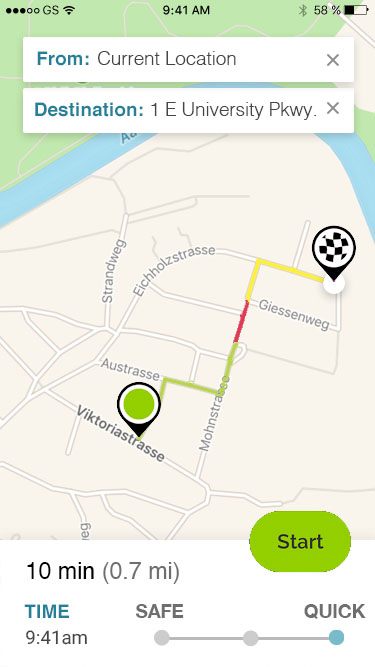 GS 9:41 AM 58 %
From: Current Location ×
Destination: 1 E University Pkwy. ×
Strandweg
Eichholzstrasse
Giessenweg
Austrasse
Mohnstrasse
Viktoriastrasse
weg
Start
10 min (0.7 mi)
TIME SAFE QUICK
9:41am